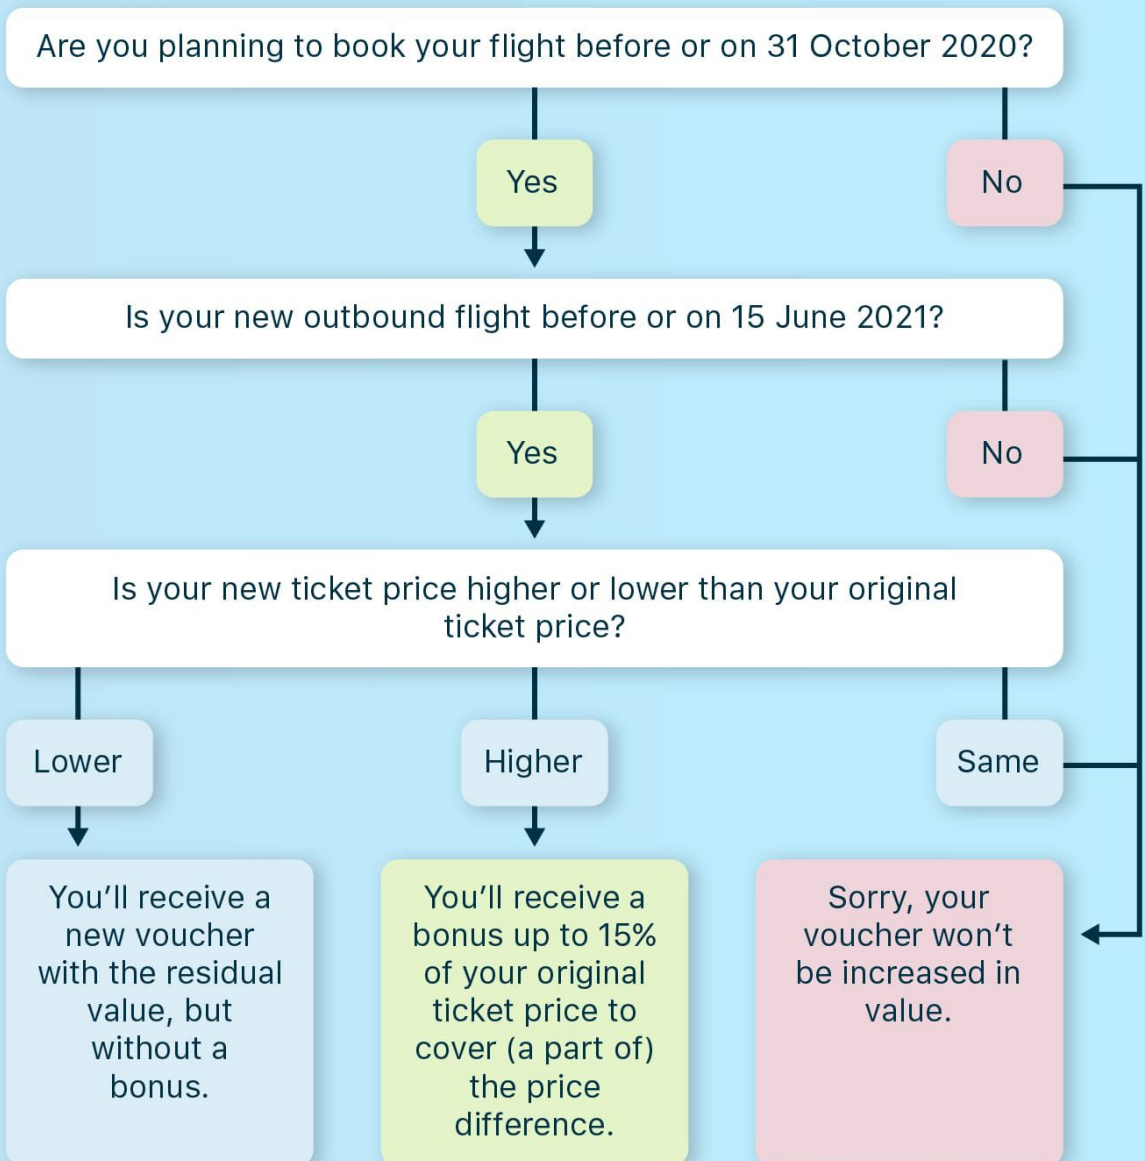 Are you planning to book your flight before or on 31 October 2020?
Yes
No
Is your new outbound flight before or on 15 June 2021?
Yes
No
Is your new ticket price higher or lower than your original
ticket price?
Lower
Higher
Same
You’ll receive a
new voucher
with the residual
value, but
without a
bonus.
You’ll receive a
bonus up to 15%
of your original
ticket price to
cover (a part of)
the price
difference.
Sorry, your
voucher won’t
be increased in
value.